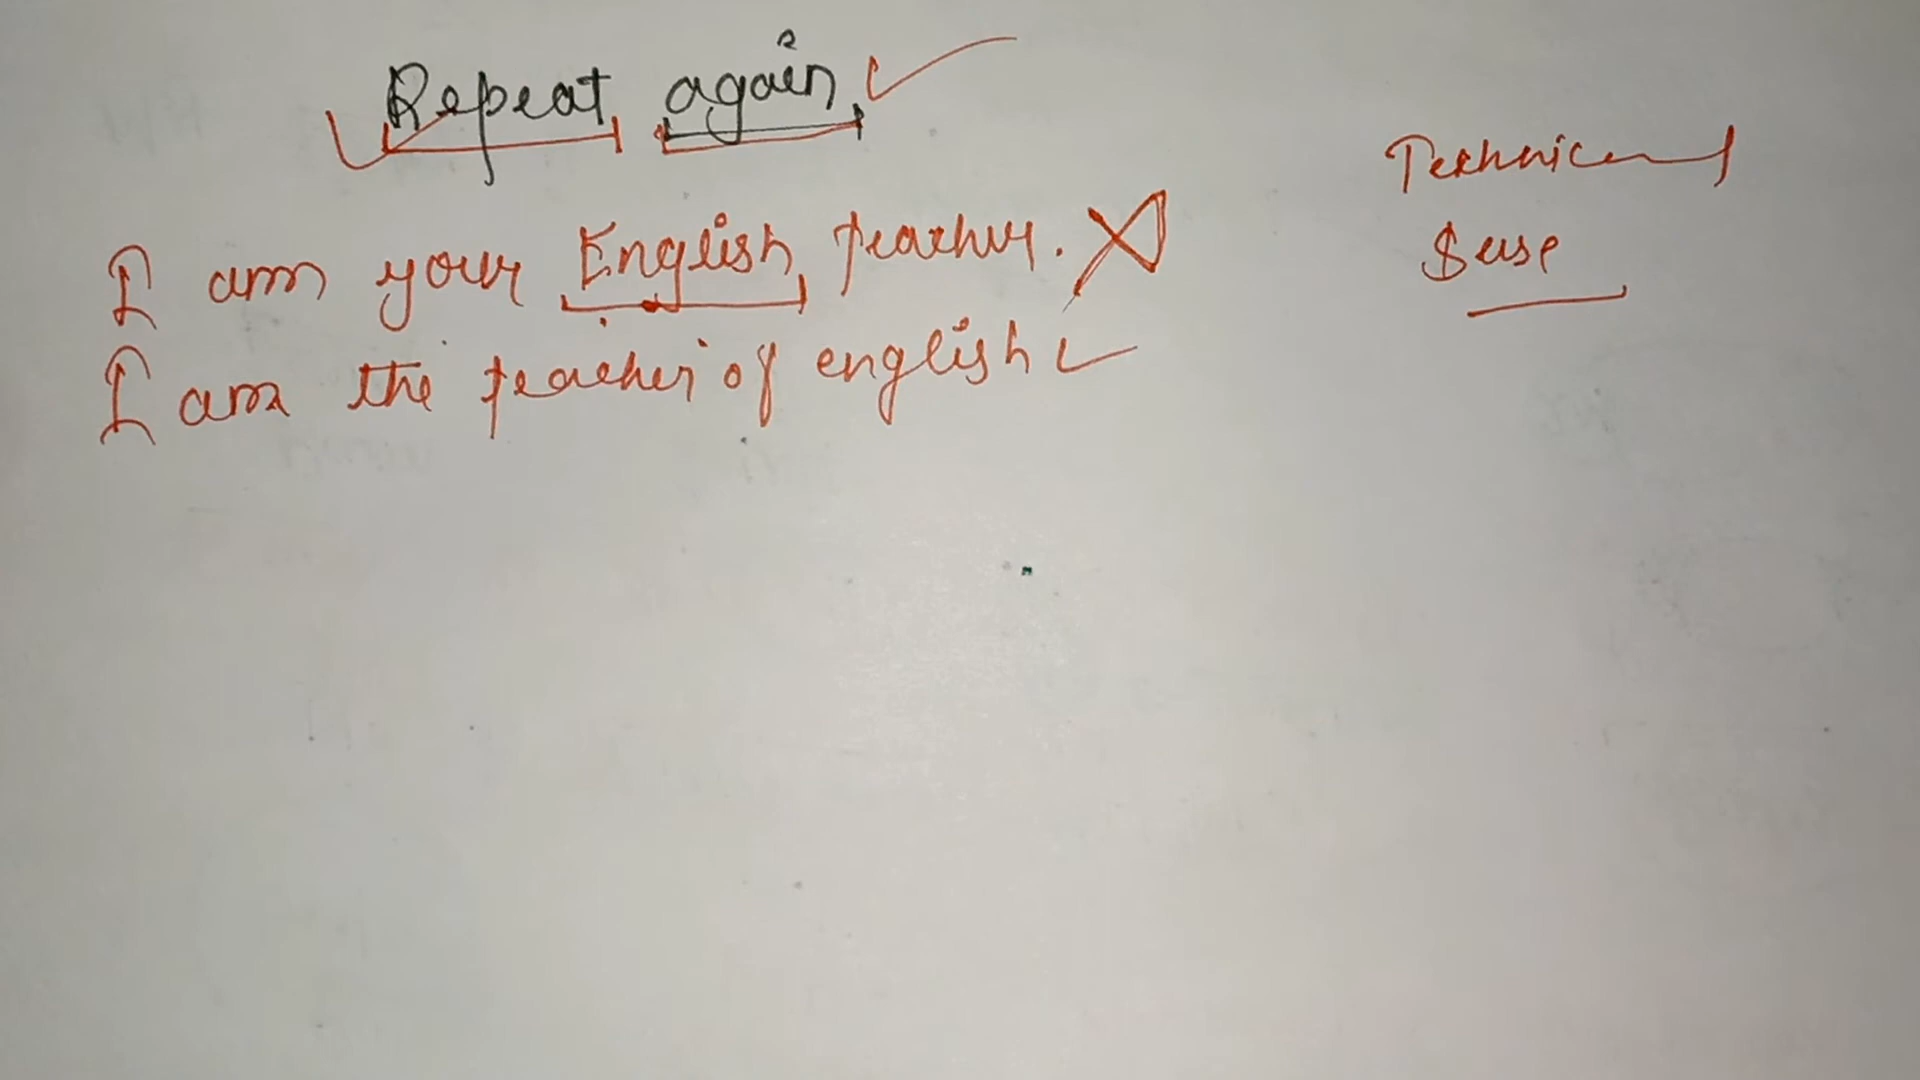 Repeat again
I am your English teacher.
I am the teacher of english
Technical
Sense